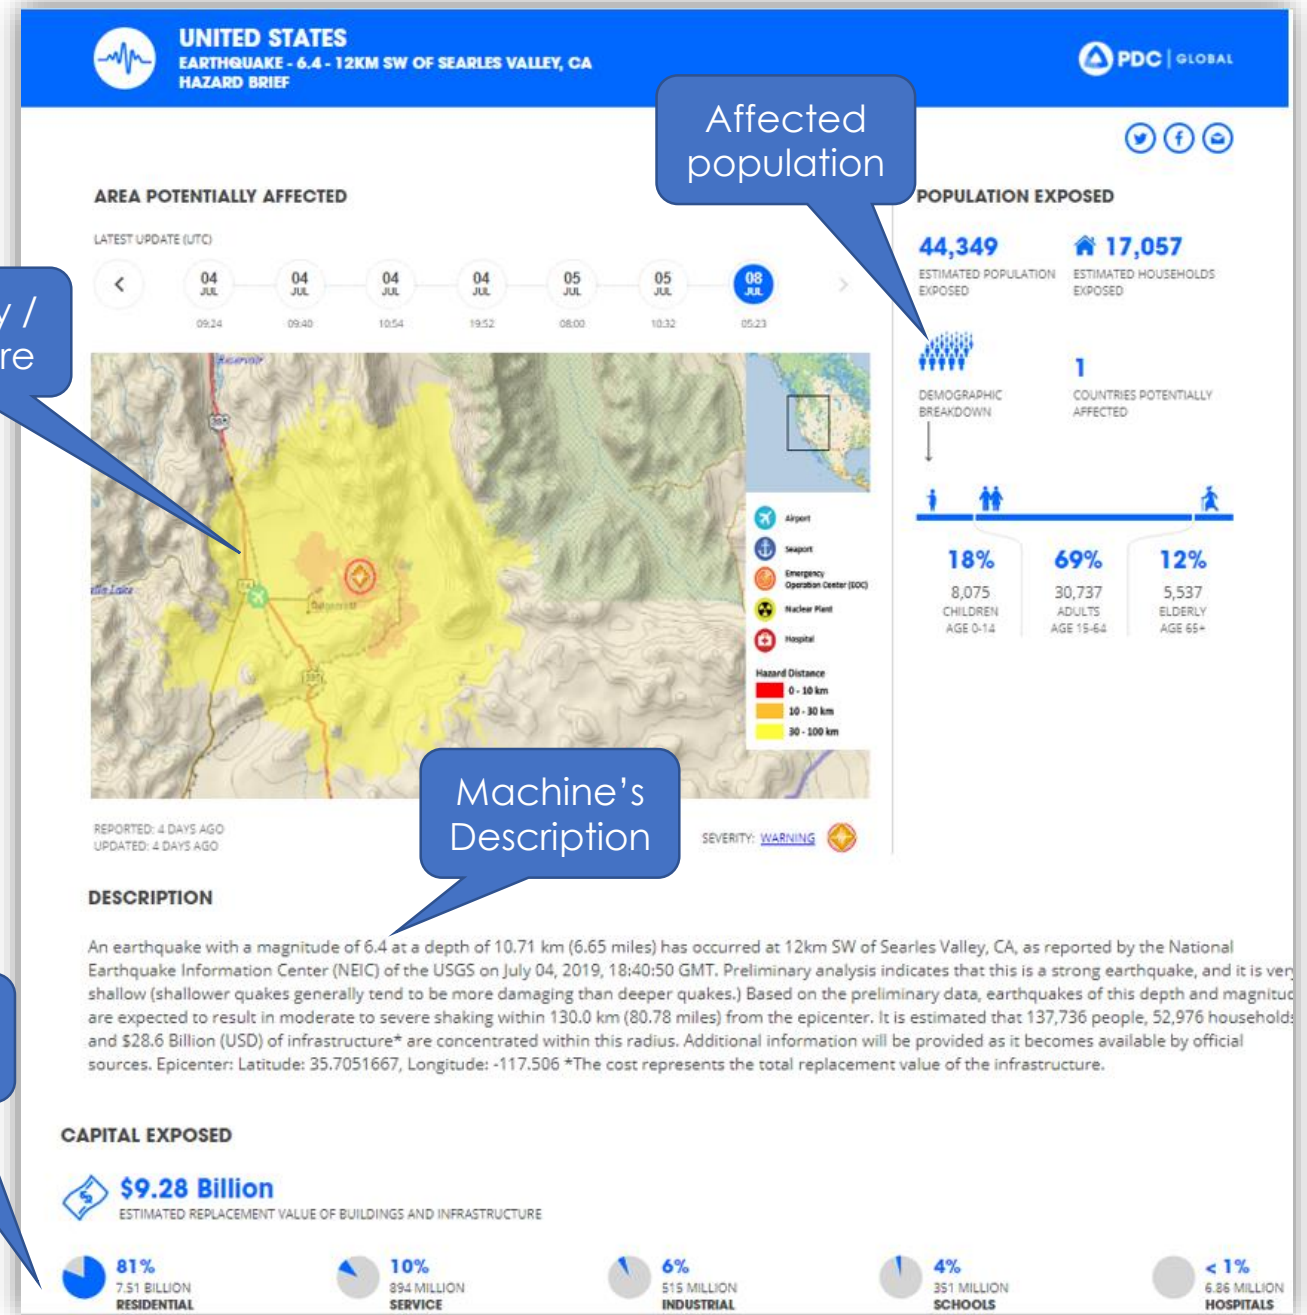 UNITED STATES
EARTHQUAKE - 6.4 - 12KM SW OF SEARLES VALLEY, CA
HAZARD BRIEF
PDC | GLOBAL
Affected
population
AREA POTENTIALLY AFFECTED
LATEST UPDATE (UTC)
04 JUL 04 JUL 04 JUL 04 JUL 05 JUL 05 JUL 08 JUL
09:24 09:40 10:54 19:52 08:00 10:32 05:23
y /
re
POPULATION EXPOSED
44,349 17,057
ESTIMATED POPULATION EXPOSED ESTIMATED HOUSEHOLDS EXPOSED
1
DEMOGRAPHIC BREAKDOWN COUNTRIES POTENTIALLY AFFECTED
18% 69% 12%
8,075 30,737 5,537
CHILDREN ADULTS ELDERLY
AGE 0-14 AGE 15-64 AGE 65+
Reservoir
395
Ridgecrest
395
Airport
Seaport
Emergency
Operation Center (EOC)
Nuclear Plant
Hospital
Hazard Distance
0 - 10 km
10 - 30 km
30 - 100 km
Machine's
Description
REPORTED: 4 DAYS AGO
UPDATED: 4 DAYS AGO
SEVERITY: WARNING
DESCRIPTION
An earthquake with a magnitude of 6.4 at a depth of 10.71 km (6.65 miles) has occurred at 12km SW of Searles Valley, CA, as reported by the National
Earthquake Information Center (NEIC) of the USGS on July 04, 2019, 18:40:50 GMT. Preliminary analysis indicates that this is a strong earthquake, and it is very
shallow (shallower quakes generally tend to be more damaging than deeper quakes.) Based on the preliminary data, earthquakes of this depth and magnitud
are expected to result in moderate to severe shaking within 130.0 km (80.78 miles) from the epicenter. It is estimated that 137,736 people, 52,976 households
and $28.6 Billion (USD) of infrastructure* are concentrated within this radius. Additional information will be provided as it becomes available by official
sources. Epicenter: Latitude: 35.7051667, Longitude: -117.506 *The cost represents the total replacement value of the infrastructure.
CAPITAL EXPOSED
$9.28 Billion
ESTIMATED REPLACEMENT VALUE OF BUILDINGS AND INFRASTRUCTURE
81% 10% 6% 4% < 1%
7.51 BILLION 894 MILLION 515 MILLION 351 MILLION 6.86 MILLION
RESIDENTIAL SERVICE INDUSTRIAL SCHOOLS HOSPITALS